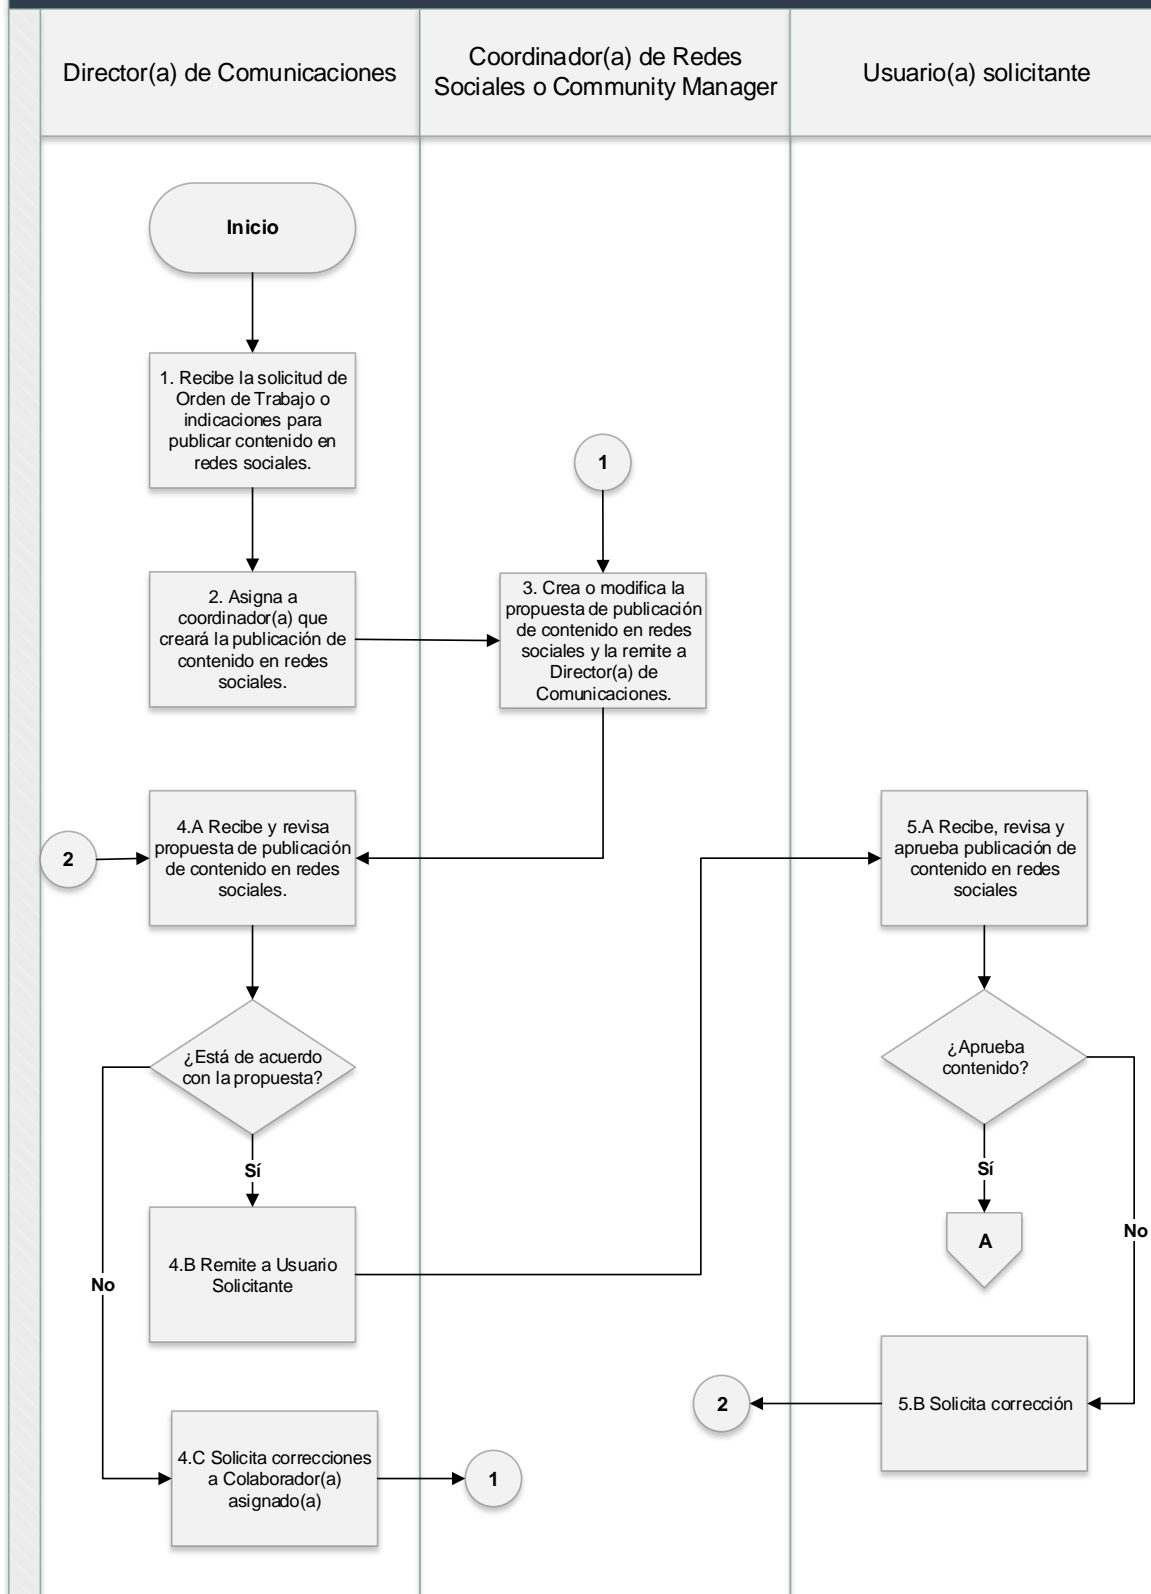 Director(a) de Comunicaciones
Coordinador(a) de Redes
Sociales o Community Manager
Usuario(a) solicitante
Inicio
1. Recibe la solicitud de
Orden de Trabajo o
indicaciones para
publicar contenido en
redes sociales.
1
2. Asigna a
coordinador(a) que
creará la publicación de
contenido en redes
sociales.
3. Crea o modifica la
propuesta de publicación
de contenido en redes
sociales y la remite a
Director(a) de
Comunicaciones.
2
4.A Recibe y revisa
propuesta de publicación
de contenido en redes
sociales.
5.A Recibe, revisa y
aprueba publicación de
contenido en redes
sociales
¿Está de acuerdo
con la propuesta?
¿Aprueba
contenido?
Sí
Sí
A
No
No
4.B Remite a Usuario
Solicitante
2
5.B Solicita corrección
4.C Solicita correcciones
a Colaborador(a)
asignado(a)
1